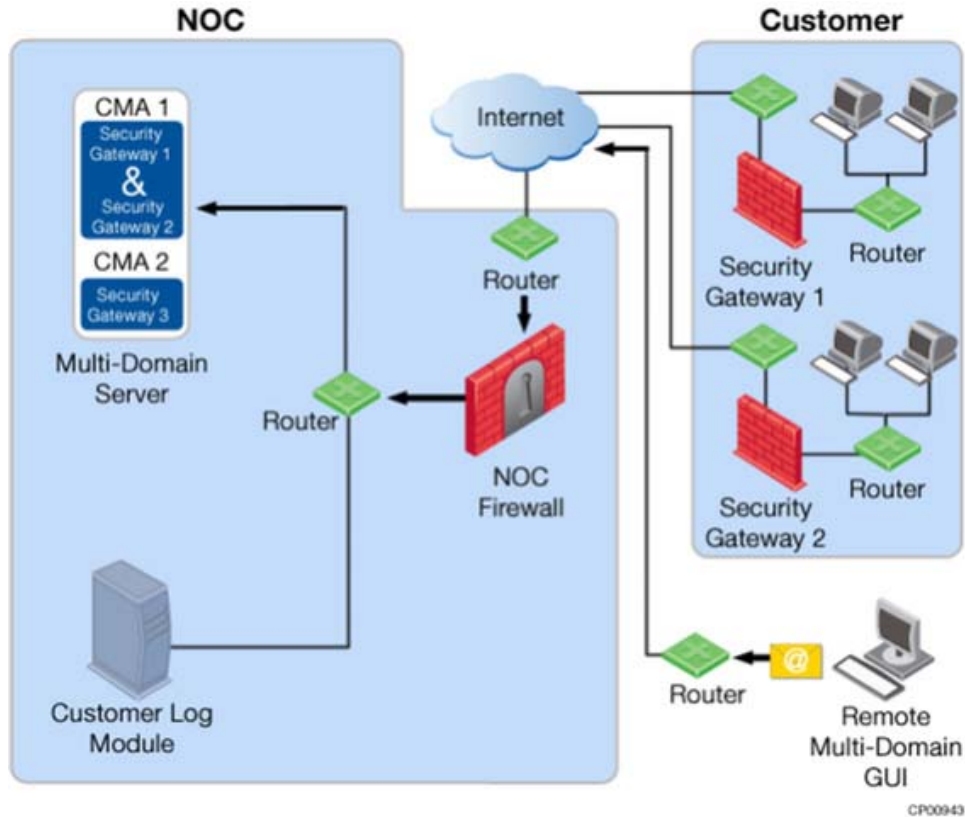 NOC
Customer
CMA 1
Security
Gateway 1
&
Security
Gateway 2
CMA 2
Security
Gateway 3
Multi-Domain
Server
Internet
Router
Router
NOC
Firewall
Customer Log
Module
Security
Gateway 1
Router
Security
Gateway 2
Router
Router
@
Remote
Multi-Domain
GUI
CP00943